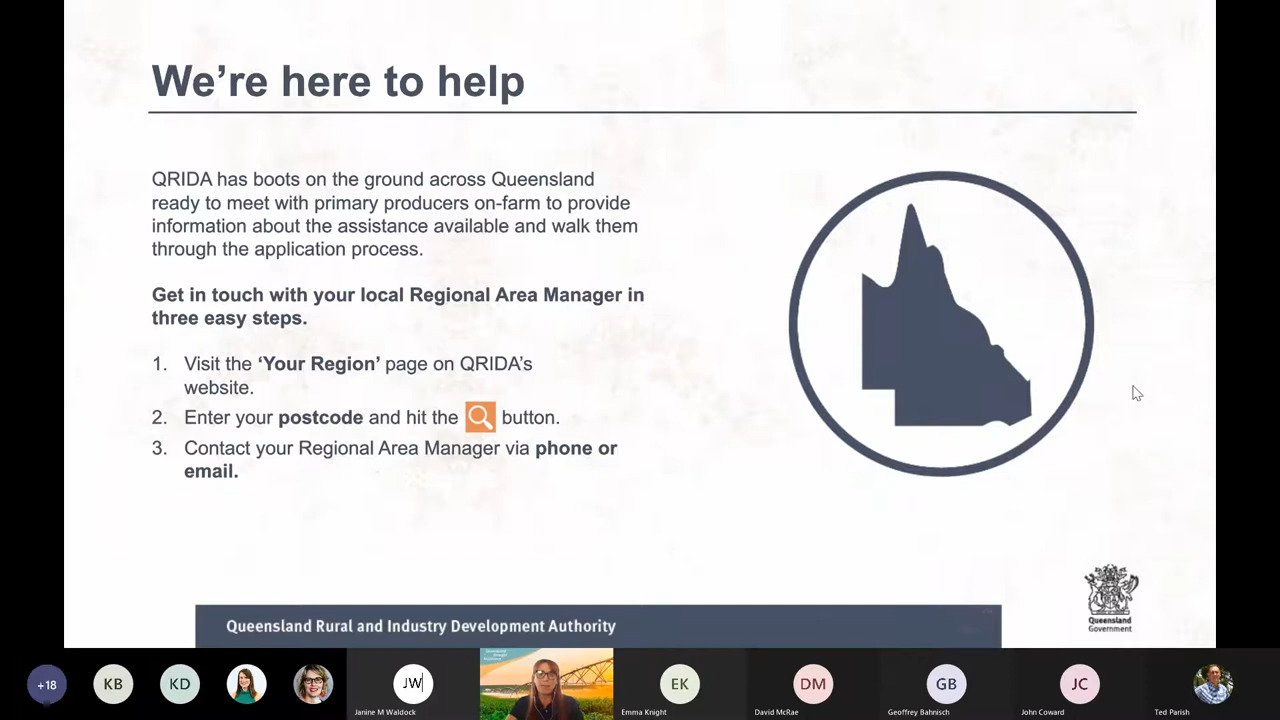 We’re here to help
QRIDA has boots on the ground across Queensland
ready to meet with primary producers on-farm to provide
information about the assistance available and walk them
through the application process.
Get in touch with your local Regional Area Manager in
three easy steps.
1. Visit the ‘Your Region’ page on QRIDA’s
website.
2. Enter your postcode and hit the button.
3. Contact your Regional Area Manager via phone or
email.
Queensland Rural and Industry Development Authority
Queensland
Government
+18
KB
KD
JW
Janine M Waldock
EK
Emma Knight
DM
David McRae
GB
Geoffrey Bahnisch
JC
John Coward
Ted Parish